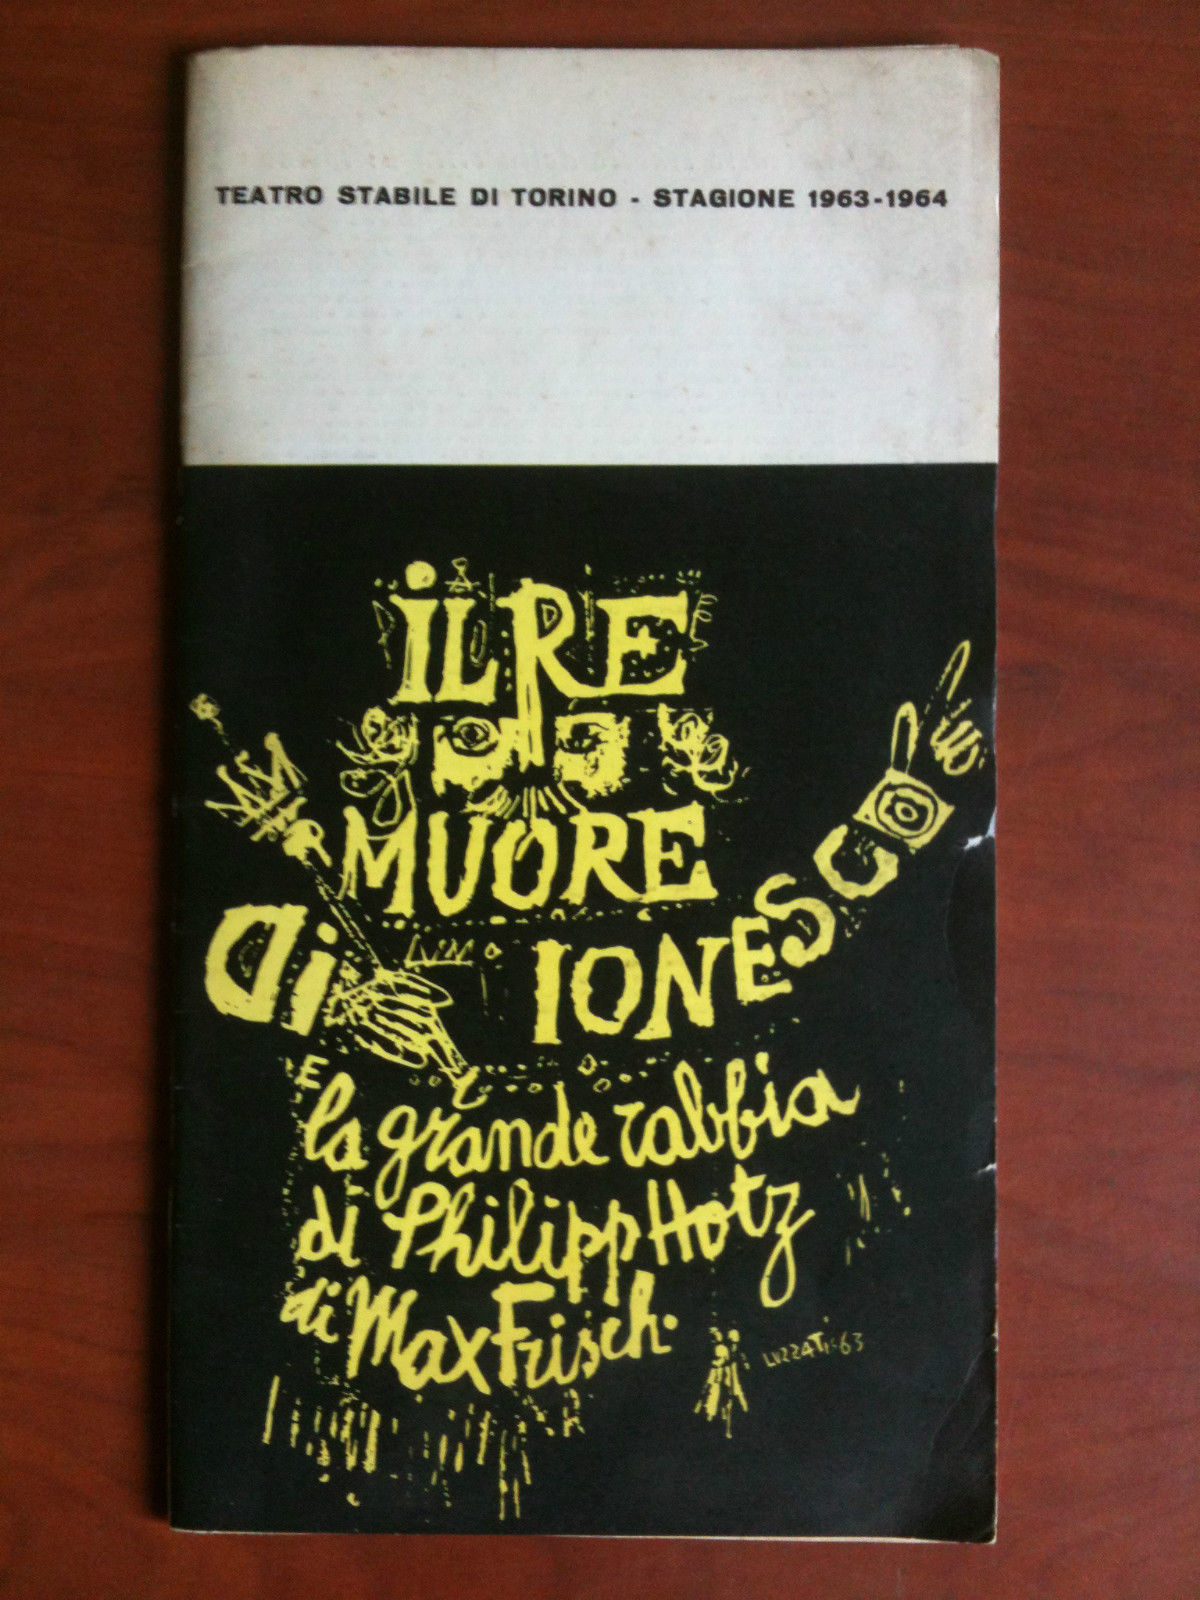 TEATRO STABILE DI TORINO - STAGIONE 1963-1964
iL RE
MUORE
Di IONESCO
E
la grande rabbia
di Philipp Hotz
di Max Frisch.
LUZZATI 63